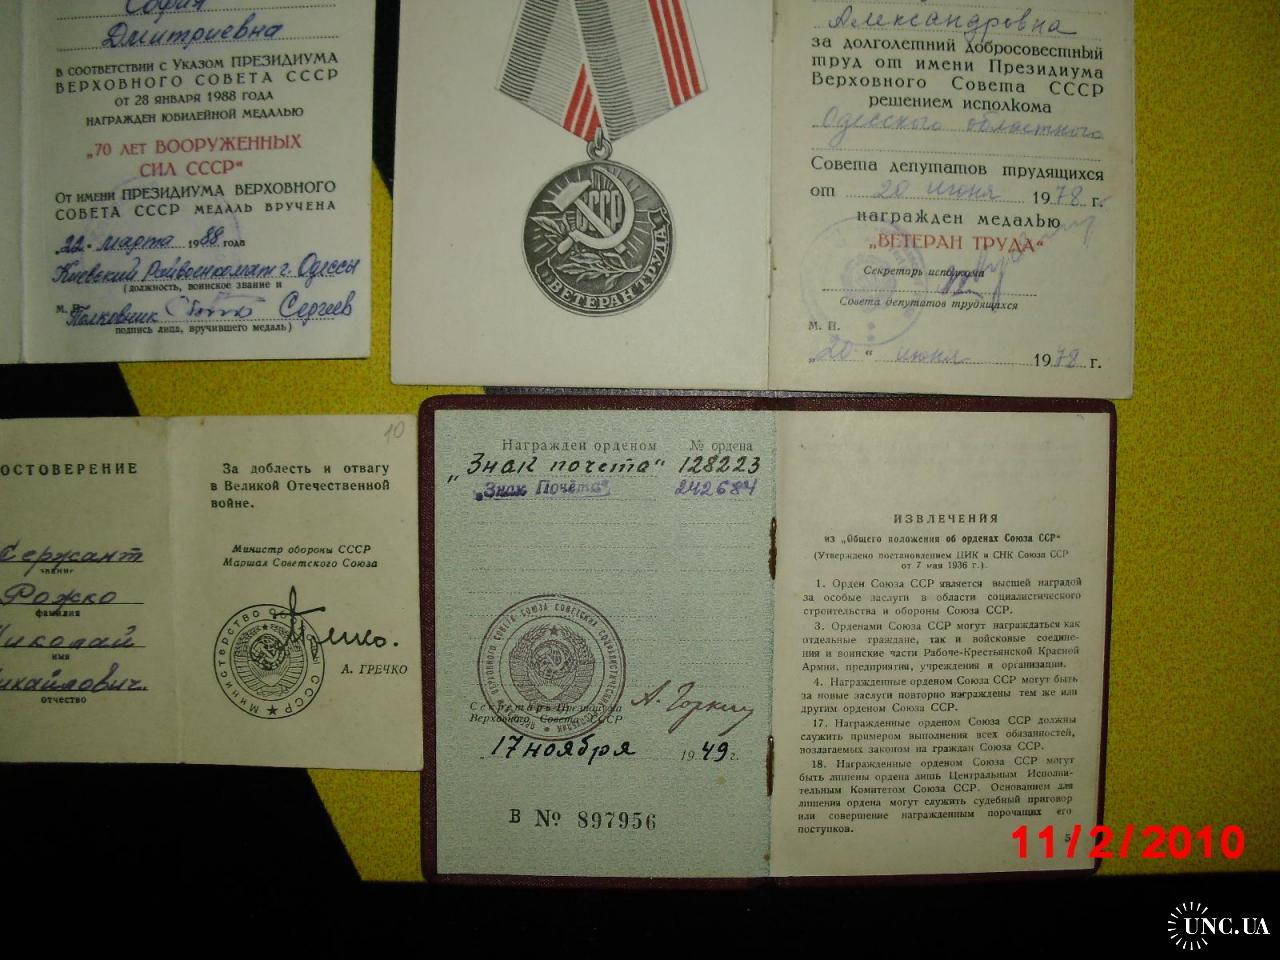 София
Дмитриевна
в соответствии с Указом ПРЕЗИДИУМА
ВЕРХОВНОГО СОВЕТА СССР
от 28 января 1988 года
награжден юбилейной медалью
„70 ЛЕТ ВООРУЖЕННЫХ
СИЛ СССР“
От имени ПРЕЗИДИУМА ВЕРХОВНОГО
СОВЕТА СССР медаль вручена
„22“ марта 1988 года
Киевский Райвоенкомат г. Одессы
(должность, воинское звание и
М. П. Полковник Сергеев
подпись лица, вручившего медаль)
СССР
ВЕТЕРАН ТРУДА
Александровна
за долголетний добросовестный
труд от имени Президиума
Верховного Совета СССР
решением исполкома
Одесского областного
Совета депутатов трудящихся
от 20 июня 1978 г.
награжден медалью
„ВЕТЕРАН ТРУДА“
Секретарь исполкома
Совета депутатов трудящихся
М. П.
„20“ июня 1978 г.
ОСТОВЕРЕНИЕ
Сержант
звание
Рожко
фамилия
иколай
имя
ихайлович.
отчество
10
За доблесть и отвагу
в Великой Отечественной
войне.
Министр обороны СССР
Маршал Советского Союза
Министерство обороны СССР
А. ГРЕЧКО
Награжден орденом № ордена
„Знак почета“ 128223
„Знак Почёта“ 242684
Секретарь Президиума
Верховного Совета СССР
А. Горкин
„17 ноября 1949 г.
В № 897956
ИЗВЛЕЧЕНИЯ
из „Общего положения об орденах Союза ССР“
(Утверждено постановлением ЦИК и СНК Союза ССР
от 7 мая 1936 г.).
1. Орден Союза ССР является высшей наградой
за особые заслуги в области социалистического
строительства и обороны Союза ССР.
3. Орденами Союза ССР могут награждаться как
отдельные граждане, так и войсковые соедине-
ния и воинские части Рабоче-Крестьянской Красной
Армии, предприятия, учреждения и организации.
4. Награжденные орденом Союза ССР могут быть
за новые заслуги повторно награждены тем же или
другим орденом Союза ССР.
17. Награжденные орденом Союза ССР должны
служить примером выполнения всех обязанностей,
возлагаемых законом на граждан Союза ССР.
18. Награжденные орденом Союза ССР могут
быть лишены ордена лишь Центральным Исполни-
тельным Комитетом Союза ССР. Основанием для
лишения ордена могут служить судебный приговор
или совершение награжденным порочащих его
поступков.
5
11/2/2010
UNC.UA